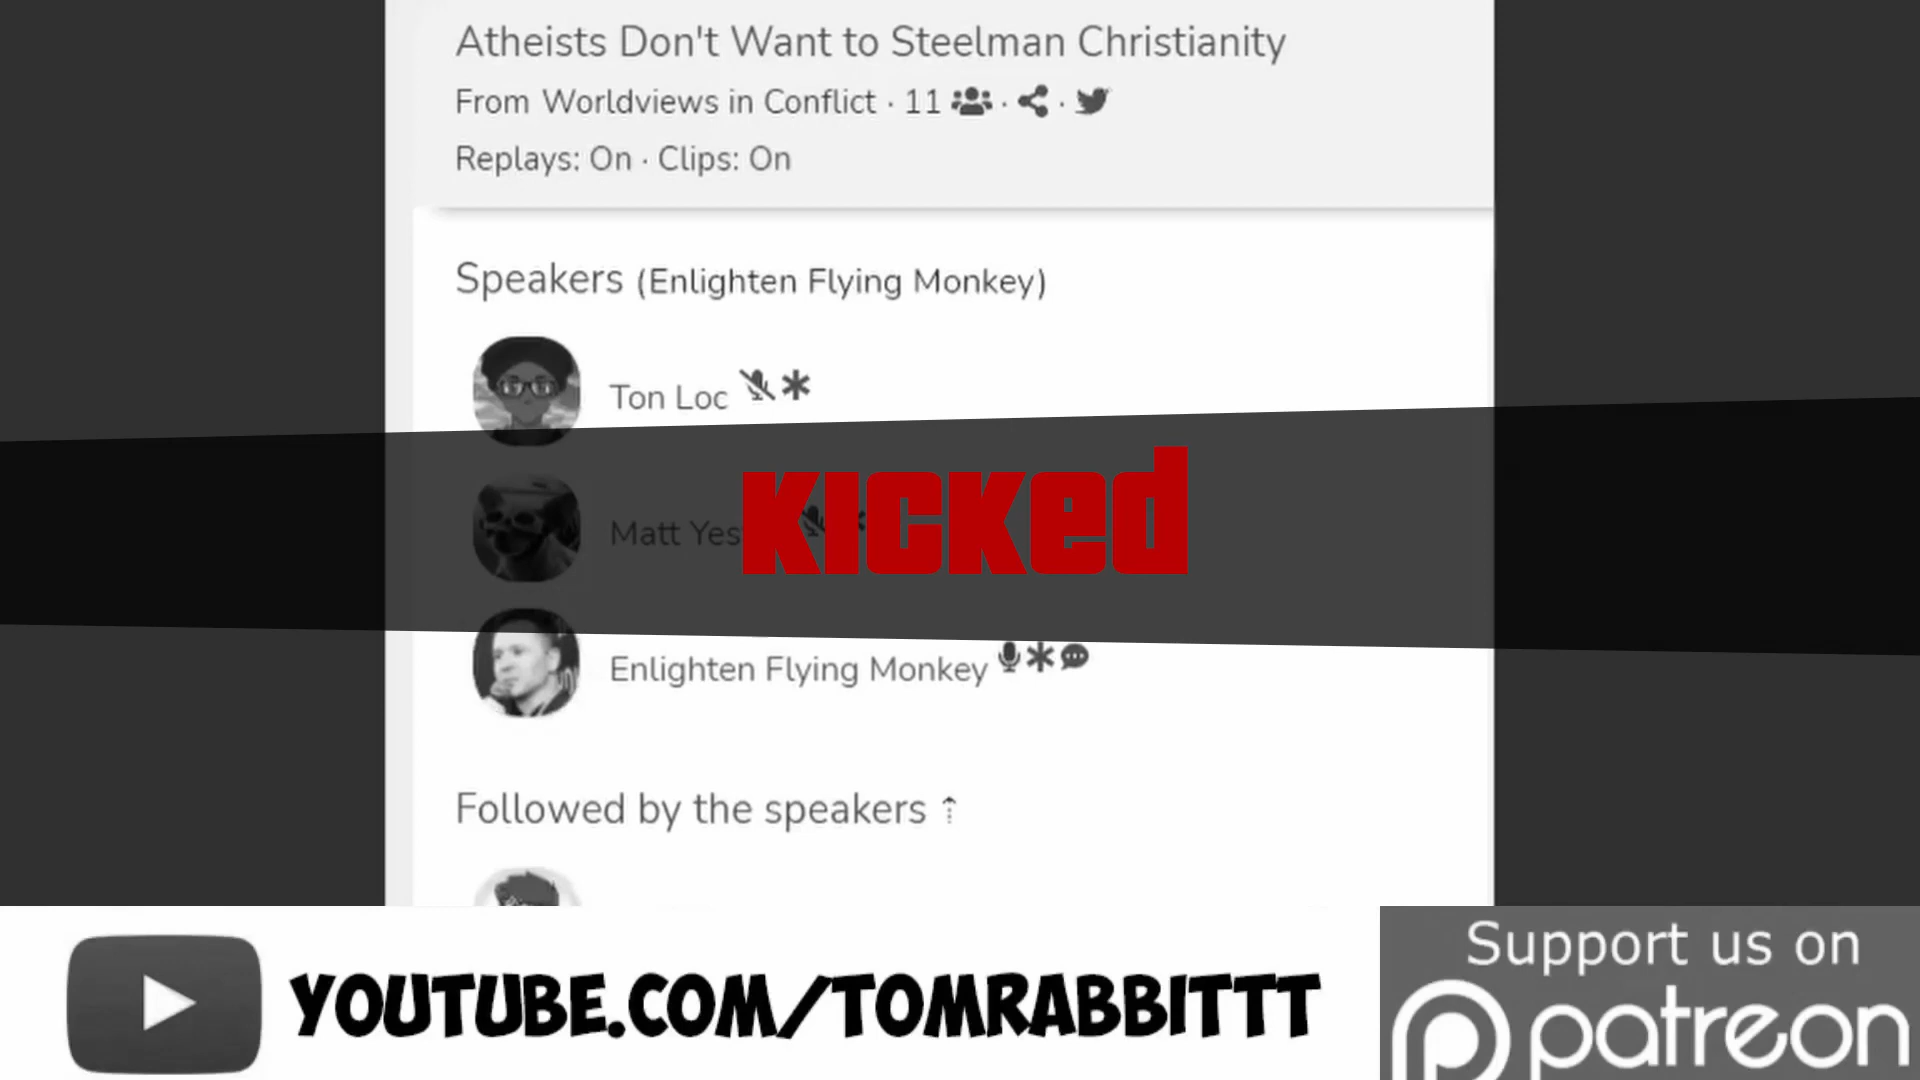 Atheists Don't Want to Steelman Christianity
From Worldviews in Conflict · 11 · ·
Replays: On · Clips: On
Speakers (Enlighten Flying Monkey)
Ton Loc
Matt
kicked
Enlighten Flying Monkey
Followed by the speakers
YOUTUBE.COM/TOMRABBITTT
Support us on
patreon